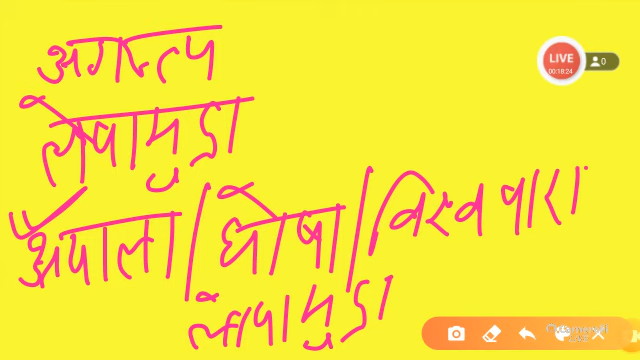 अगस्त्य
लोपामुद्रा
अपाला / घोषा / विश्ववारा
लोपामुद्रा
LIVE
00:18:24
0